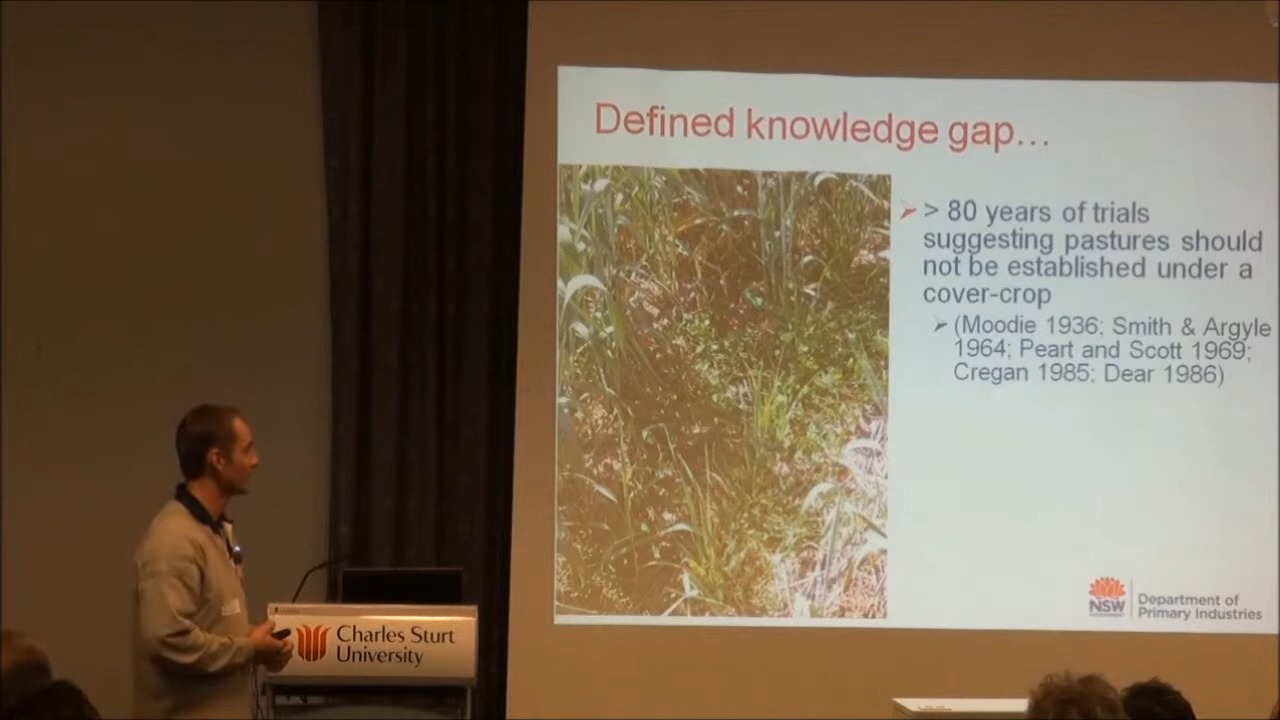 Defined knowledge gap...
> 80 years of trials
suggesting pastures should
not be established under a
cover-crop
(Moodie 1936; Smith & Argyle
1964; Peart and Scott 1969;
Cregan 1985; Dear 1986)
NSW
Department of
Primary Industries
Charles Sturt
University